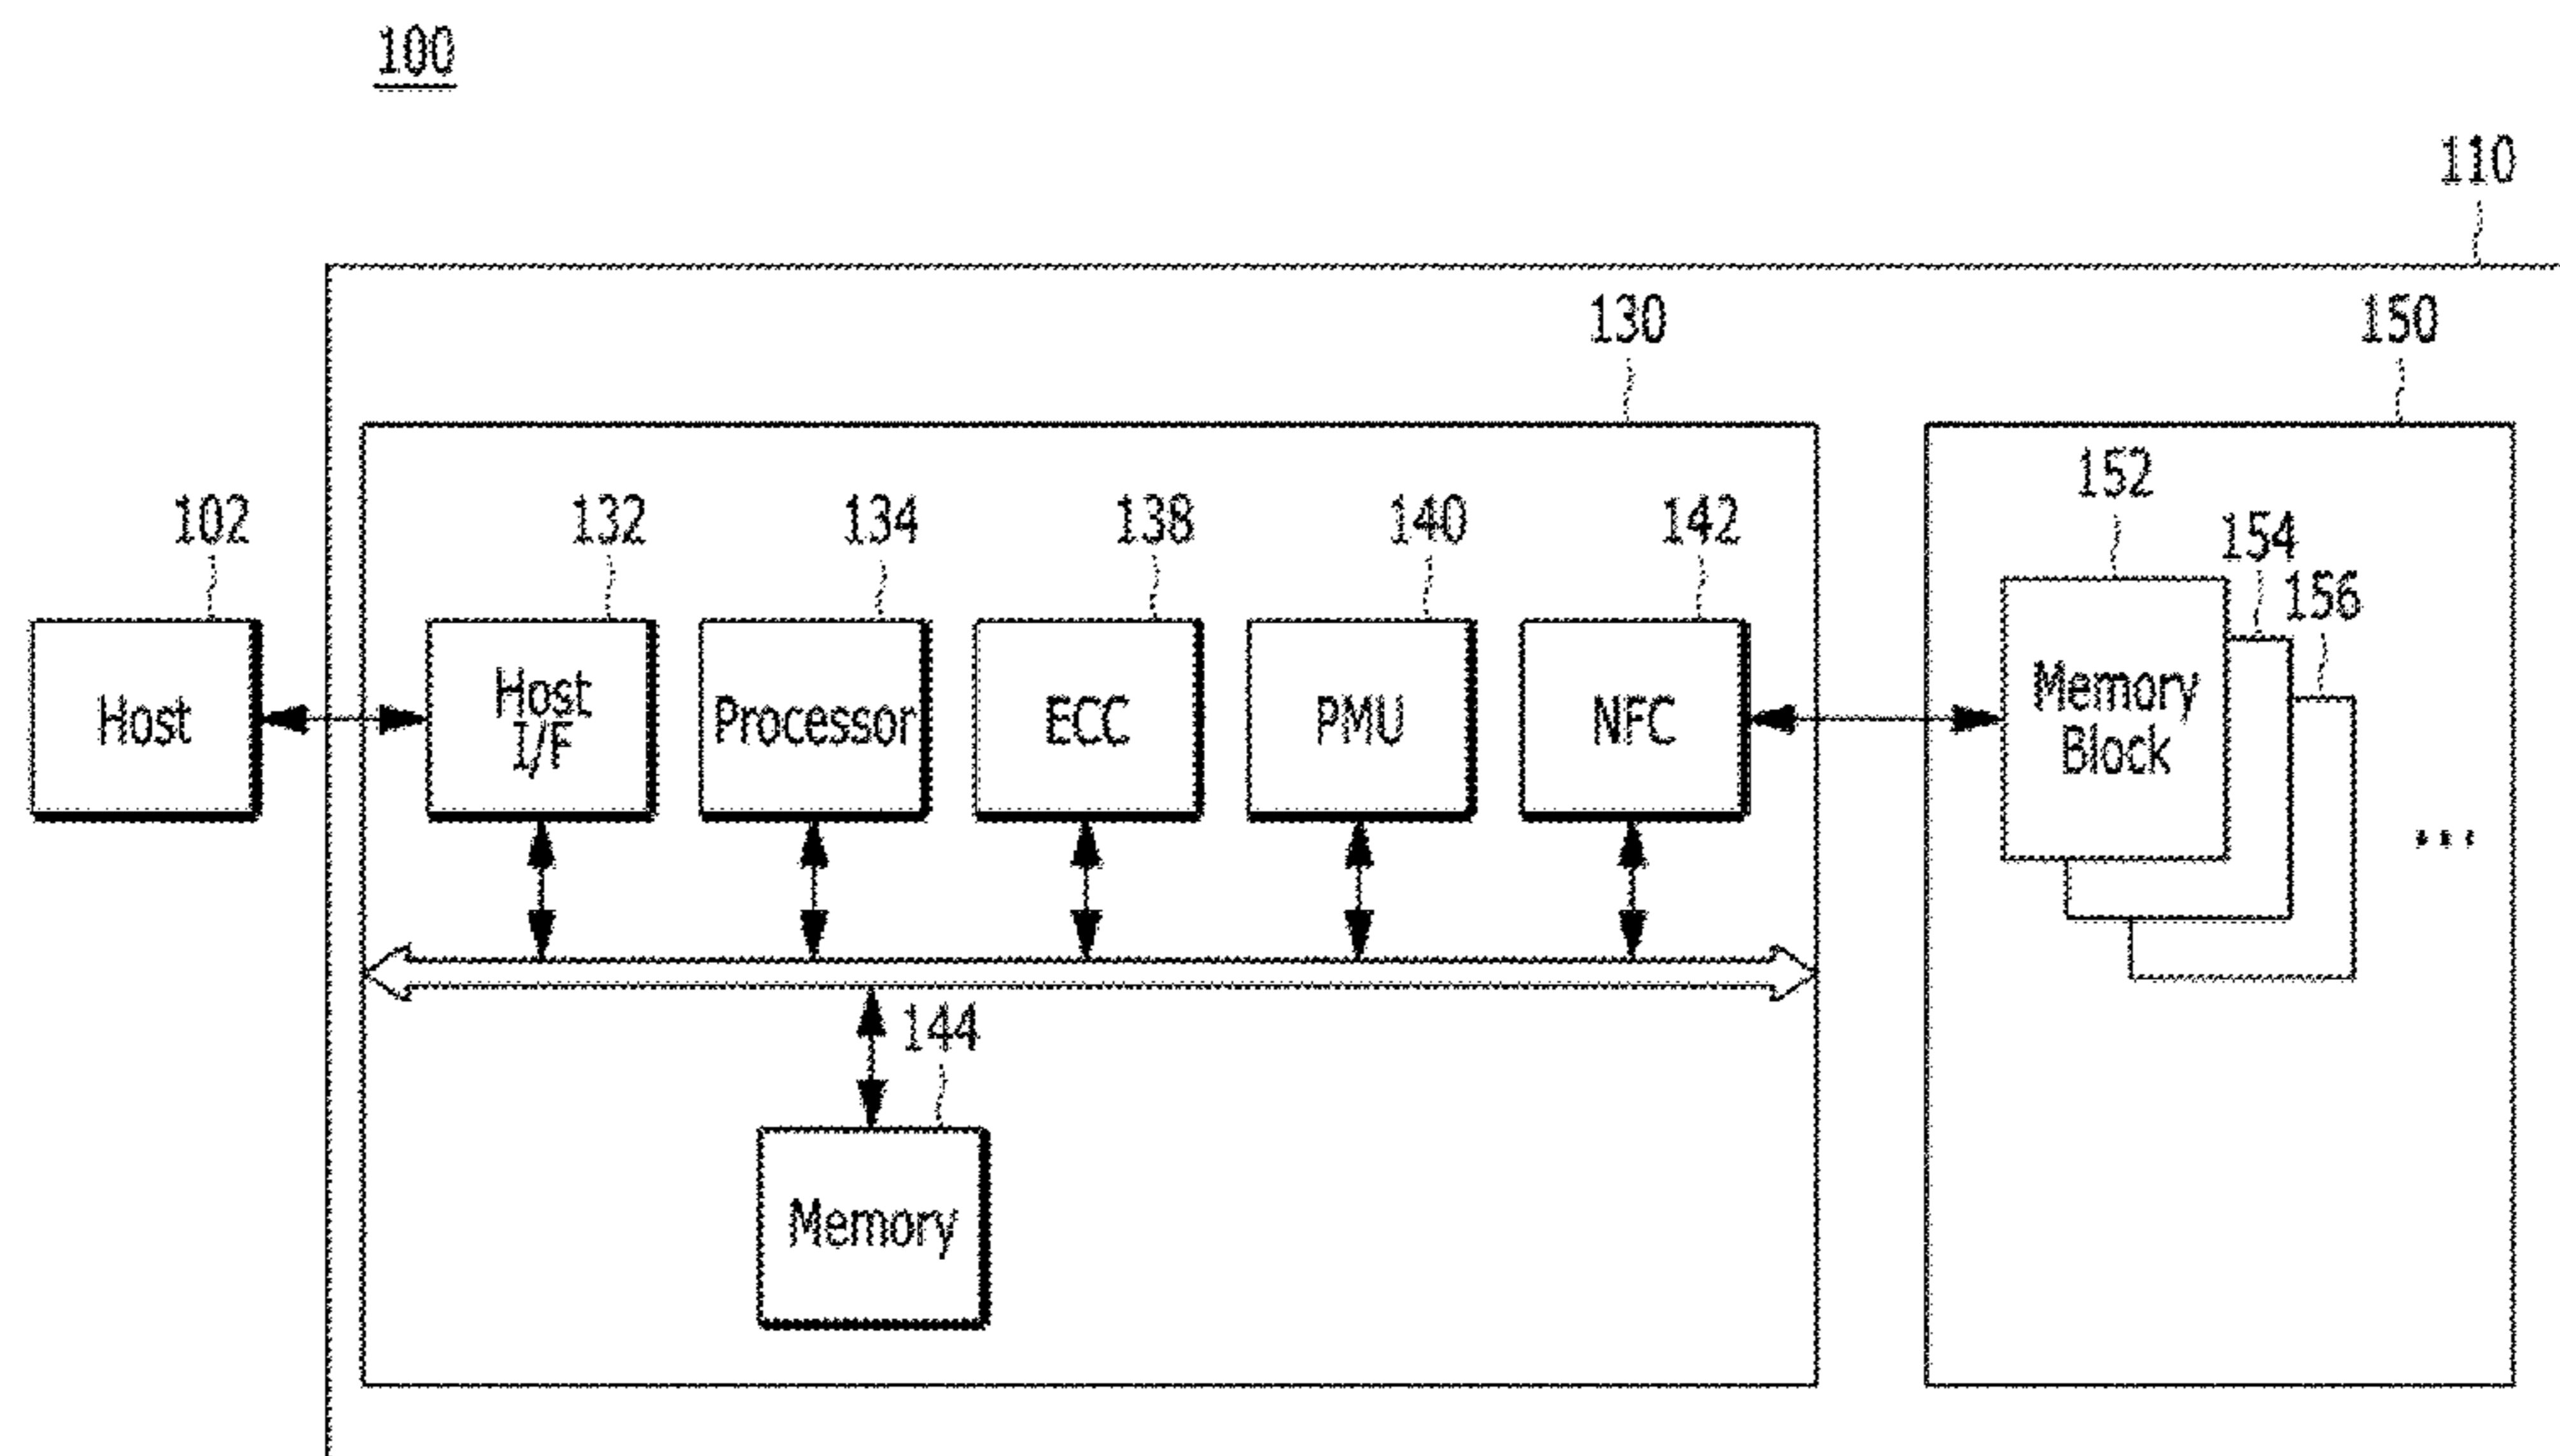 100
110
130
150
152
102
132
134
138
140
142
154
156
Host
Host
I/F
Processor
ECC
PMU
NFC
Memory
Block
...
144
Memory